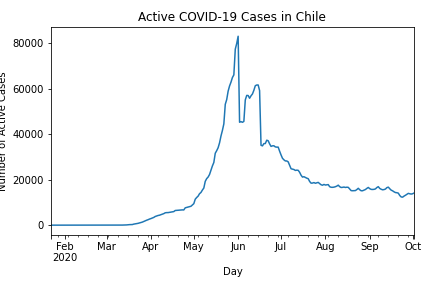 Active COVID-19 Cases in Chile
Number of Active Cases
80000
60000
40000
20000
0
Feb Mar Apr May Jun Jul Aug Sep Oct
2020
Day